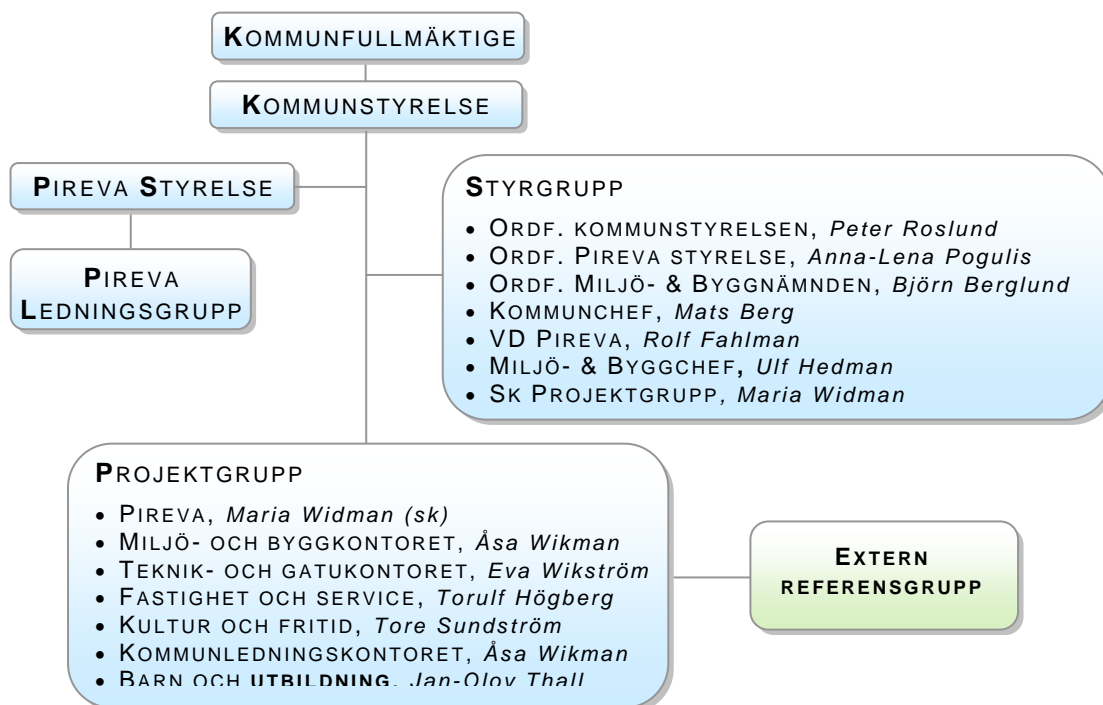 KOMMUNFULLMÄKTIGE
KOMMUNSTYRELSE
PIREVA STYRELSE
PIREVA
LEDNINGSGRUPP
STYRGRUPP
• ORDF. KOMMUNSTYRELSEN, Peter Roslund
• ORDF. PIREVA STYRELSE, Anna-Lena Pogulis
• ORDF. MILJÖ- & BYGGNÄMNDEN, Björn Berglund
• KOMMUNCHEF, Mats Berg
• VD PIREVA, Rolf Fahlman
• MILJÖ- & BYGGCHEF, Ulf Hedman
• SK PROJEKTGRUPP, Maria Widman
PROJEKTGRUPP
• PIREVA, Maria Widman (sk)
• MILJÖ- OCH BYGGKONTORET, Åsa Wikman
• TEKNIK- OCH GATUKONTORET, Eva Wikström
• FASTIGHET OCH SERVICE, Torulf Högberg
• KULTUR OCH FRITID, Tore Sundström
• KOMMUNLEDNINGSKONTORET, Åsa Wikman
• BARN OCH UTBILDNING, Jan-Olov Thall
EXTERN
REFERENSGRUPP